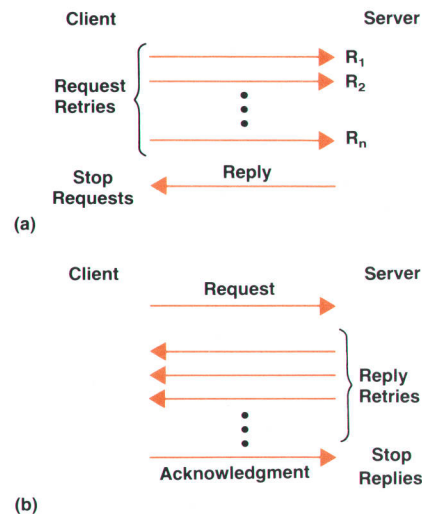 Client Server
R1
Request
Retries
R2
Rn
Stop
Requests
Reply
(a)
Client Server
Request
Reply
Retries
Acknowledgment
Stop
Replies
(b)